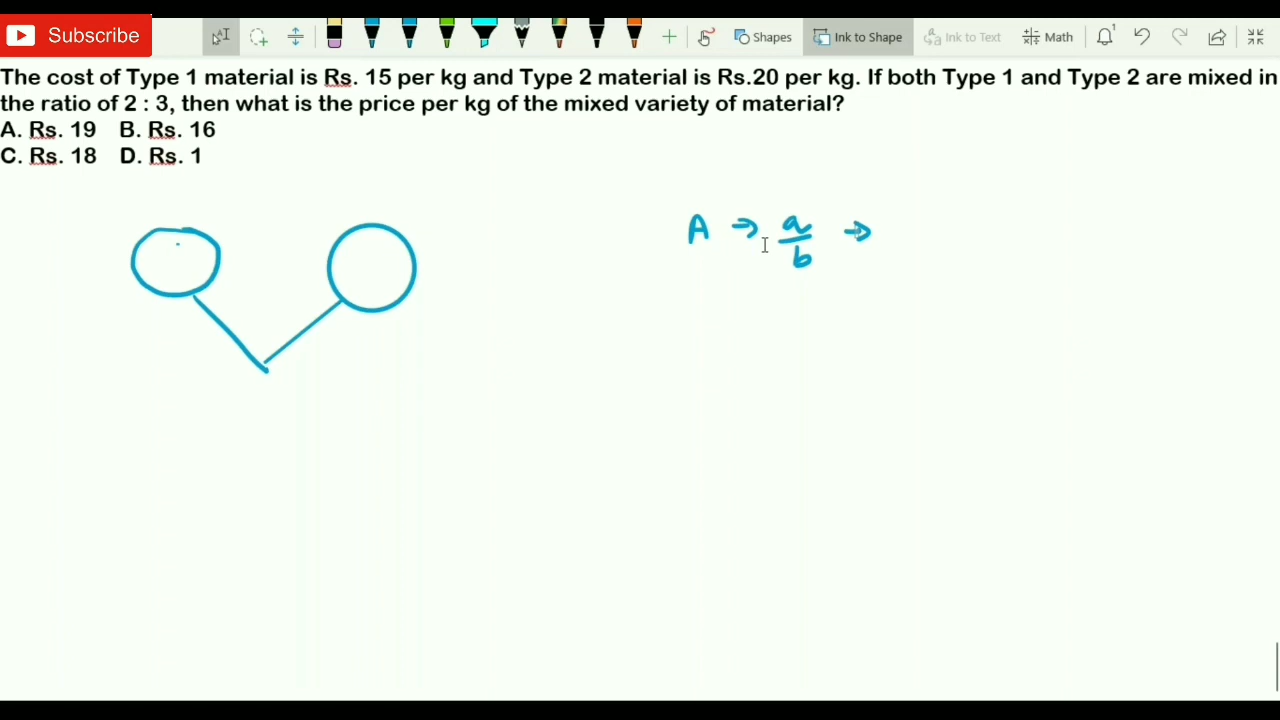 Subscribe
Shapes Ink to Shape Ink to Text Math
The cost of Type 1 material is Rs. 15 per kg and Type 2 material is Rs.20 per kg. If both Type 1 and Type 2 are mixed in
the ratio of 2 : 3, then what is the price per kg of the mixed variety of material?
A. Rs. 19 B. Rs. 16
C. Rs. 18 D. Rs. 1
A → a/b →